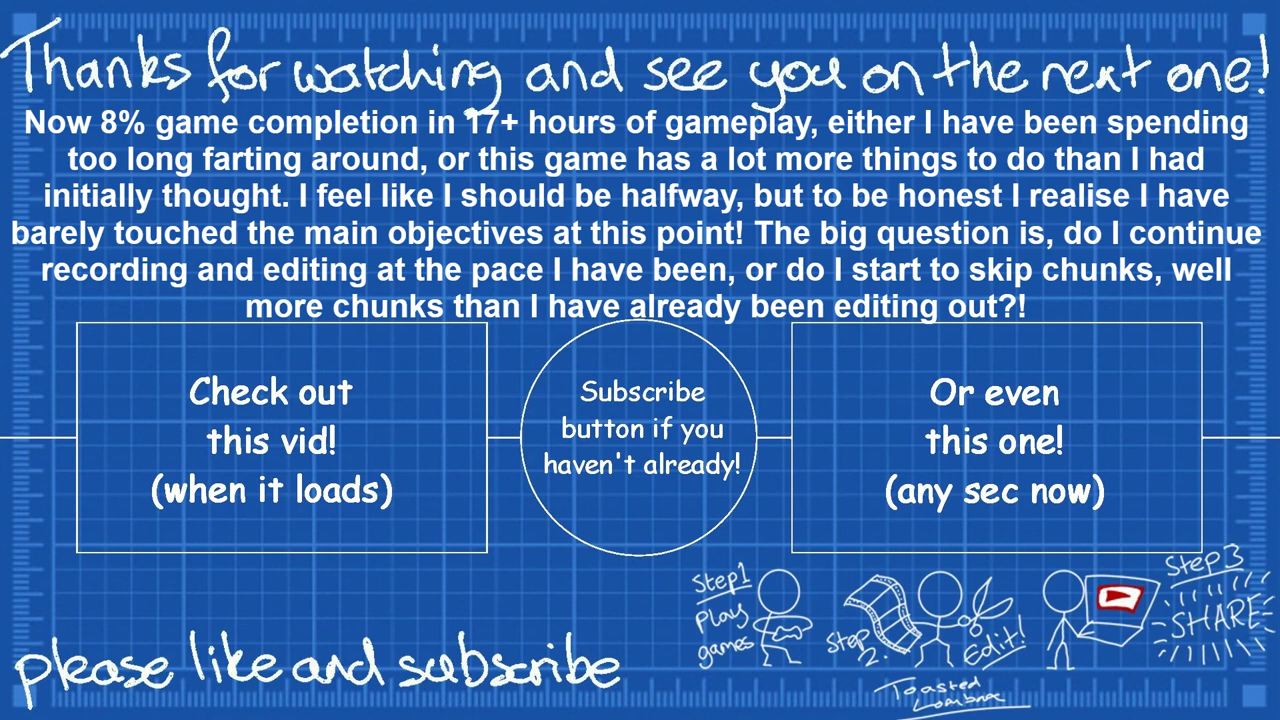 Thanks for watching and see you on the next one!
Now 8% game completion in 17+ hours of gameplay, either I have been spending
too long farting around, or this game has a lot more things to do than I had
initially thought. I feel like I should be halfway, but to be honest I realise I have
barely touched the main objectives at this point! The big question is, do I continue
recording and editing at the pace I have been, or do I start to skip chunks, well
more chunks than I have already been editing out?!
Check out
this vid!
(when it loads)
Subscribe
button if you
haven't already!
Or even
this one!
(any sec now)
Step1
Plays
games
Step
2.
Edit!
Step 3
SHARE
please like and subscribe
Toasted